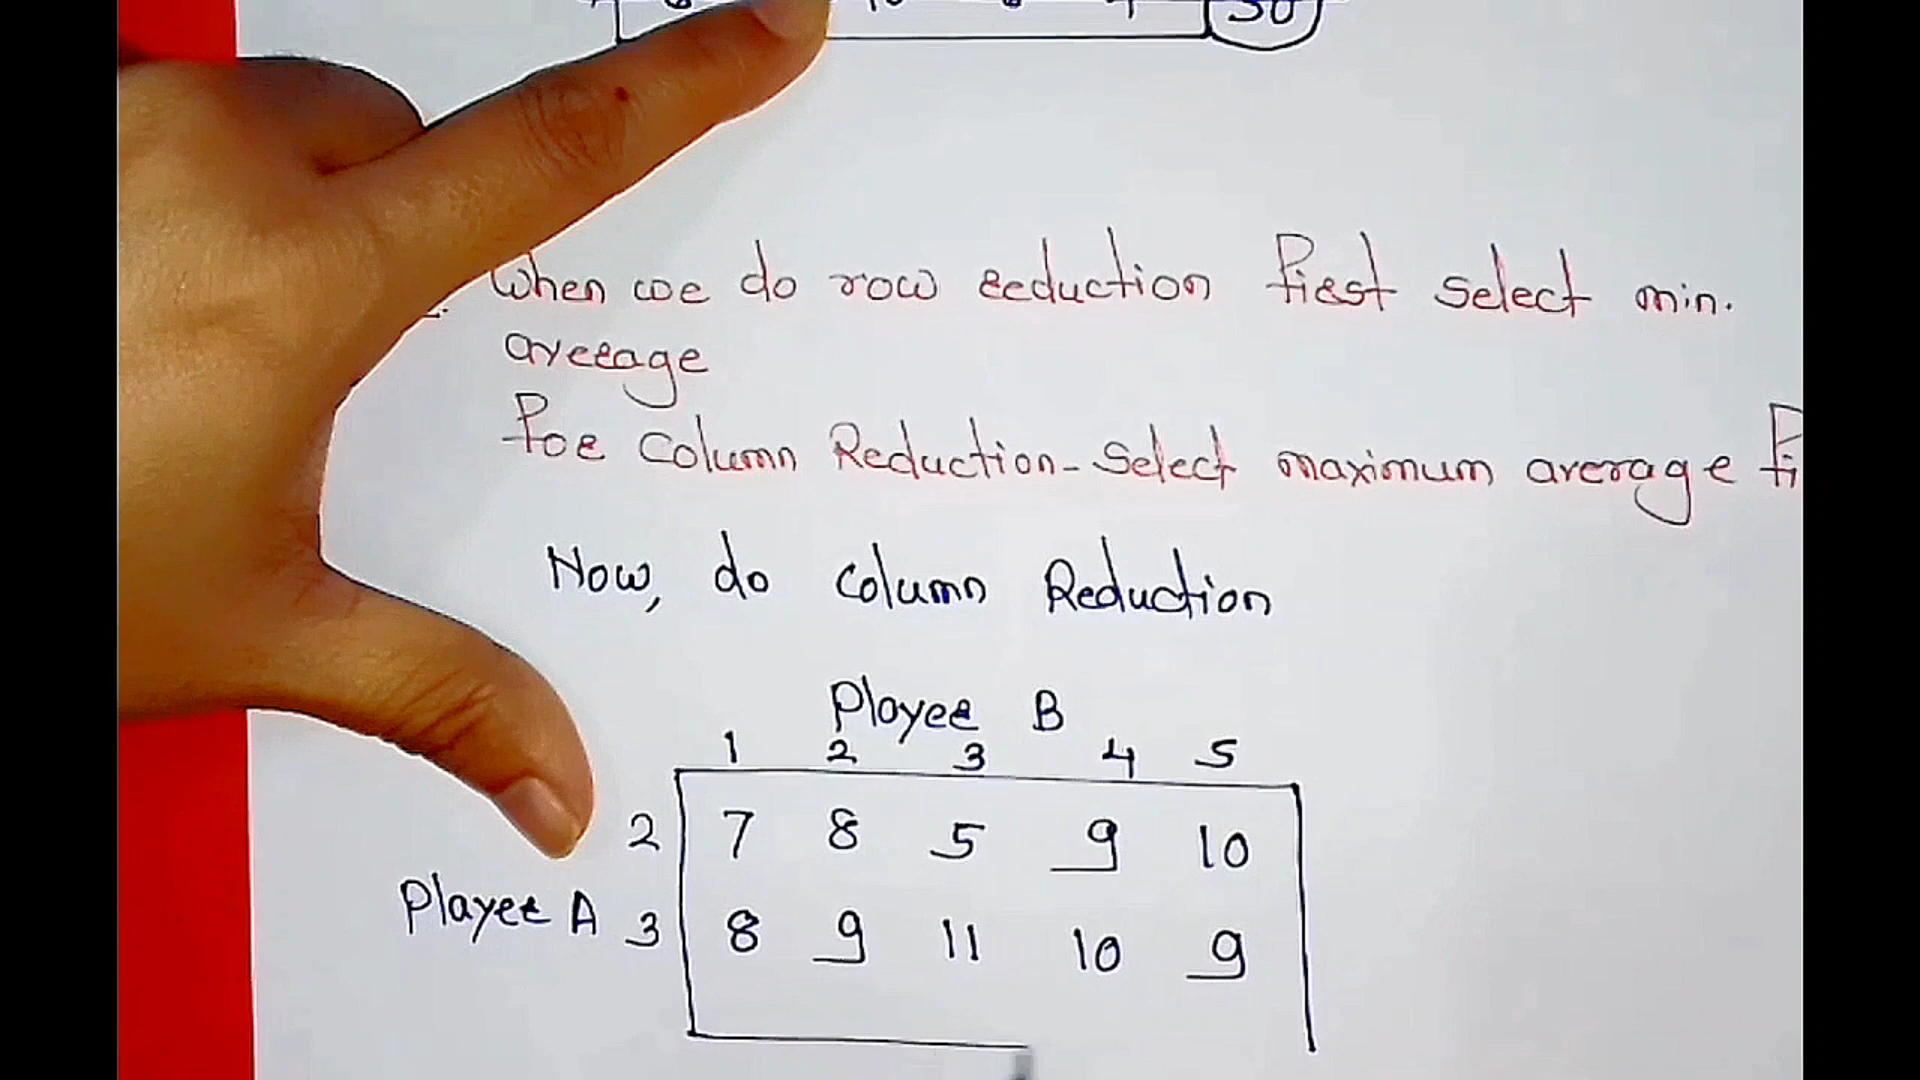 30
When we do row reduction first select min.
average
For Column Reduction - Select maximum average
Now, do Column Reduction
Player B
1 2 3 4 5
2 7 8 5 9 10
Player A 3 8 9 11 10 9